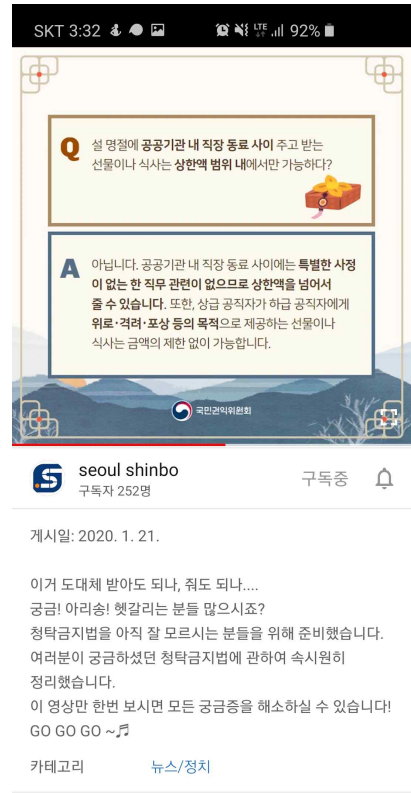 SKT 3:32 LTE 92%
Q 설 명절에 공공기관 내 직장 동료 사이 주고 받는
선물이나 식사는 상한액 범위 내에서만 가능하다?
A 아닙니다. 공공기관 내 직장 동료 사이에는 특별한 사정
이 없는 한 직무 관련이 없으므로 상한액을 넘어서
줄 수 있습니다. 또한, 상급 공직자가 하급 공직자에게
위로·격려·포상 등의 목적으로 제공하는 선물이나
식사는 금액의 제한 없이 가능합니다.
국민권익위원회
S seoul shinbo
구독자 252명
구독중
게시일: 2020. 1. 21.
이거 도대체 받아도 되나, 줘도 되나....
궁금! 아리송! 헷갈리는 분들 많으시죠?
청탁금지법을 아직 잘 모르시는 분들을 위해 준비했습니다.
여러분이 궁금하셨던 청탁금지법에 관하여 속시원히
정리했습니다.
이 영상만 한번 보시면 모든 궁금증을 해소하실 수 있습니다!
GO GO GO ~♬
카테고리 뉴스/정치